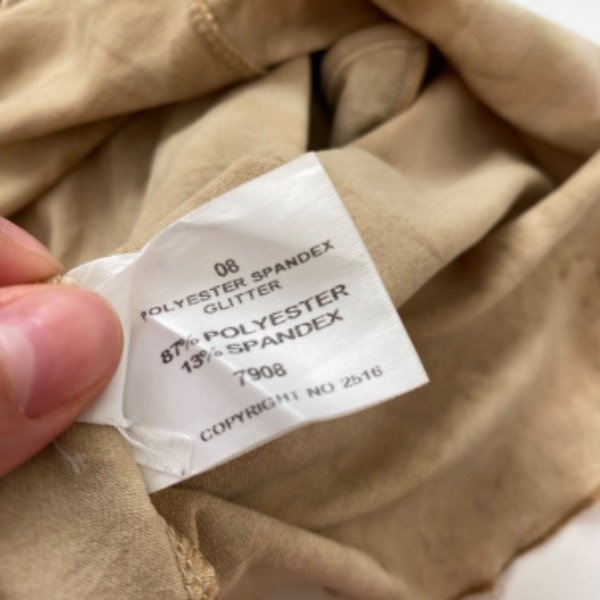 08
POLYESTER SPANDEX
GLITTER
87% POLYESTER
13% SPANDEX
7908
COPYRIGHT NO 2516